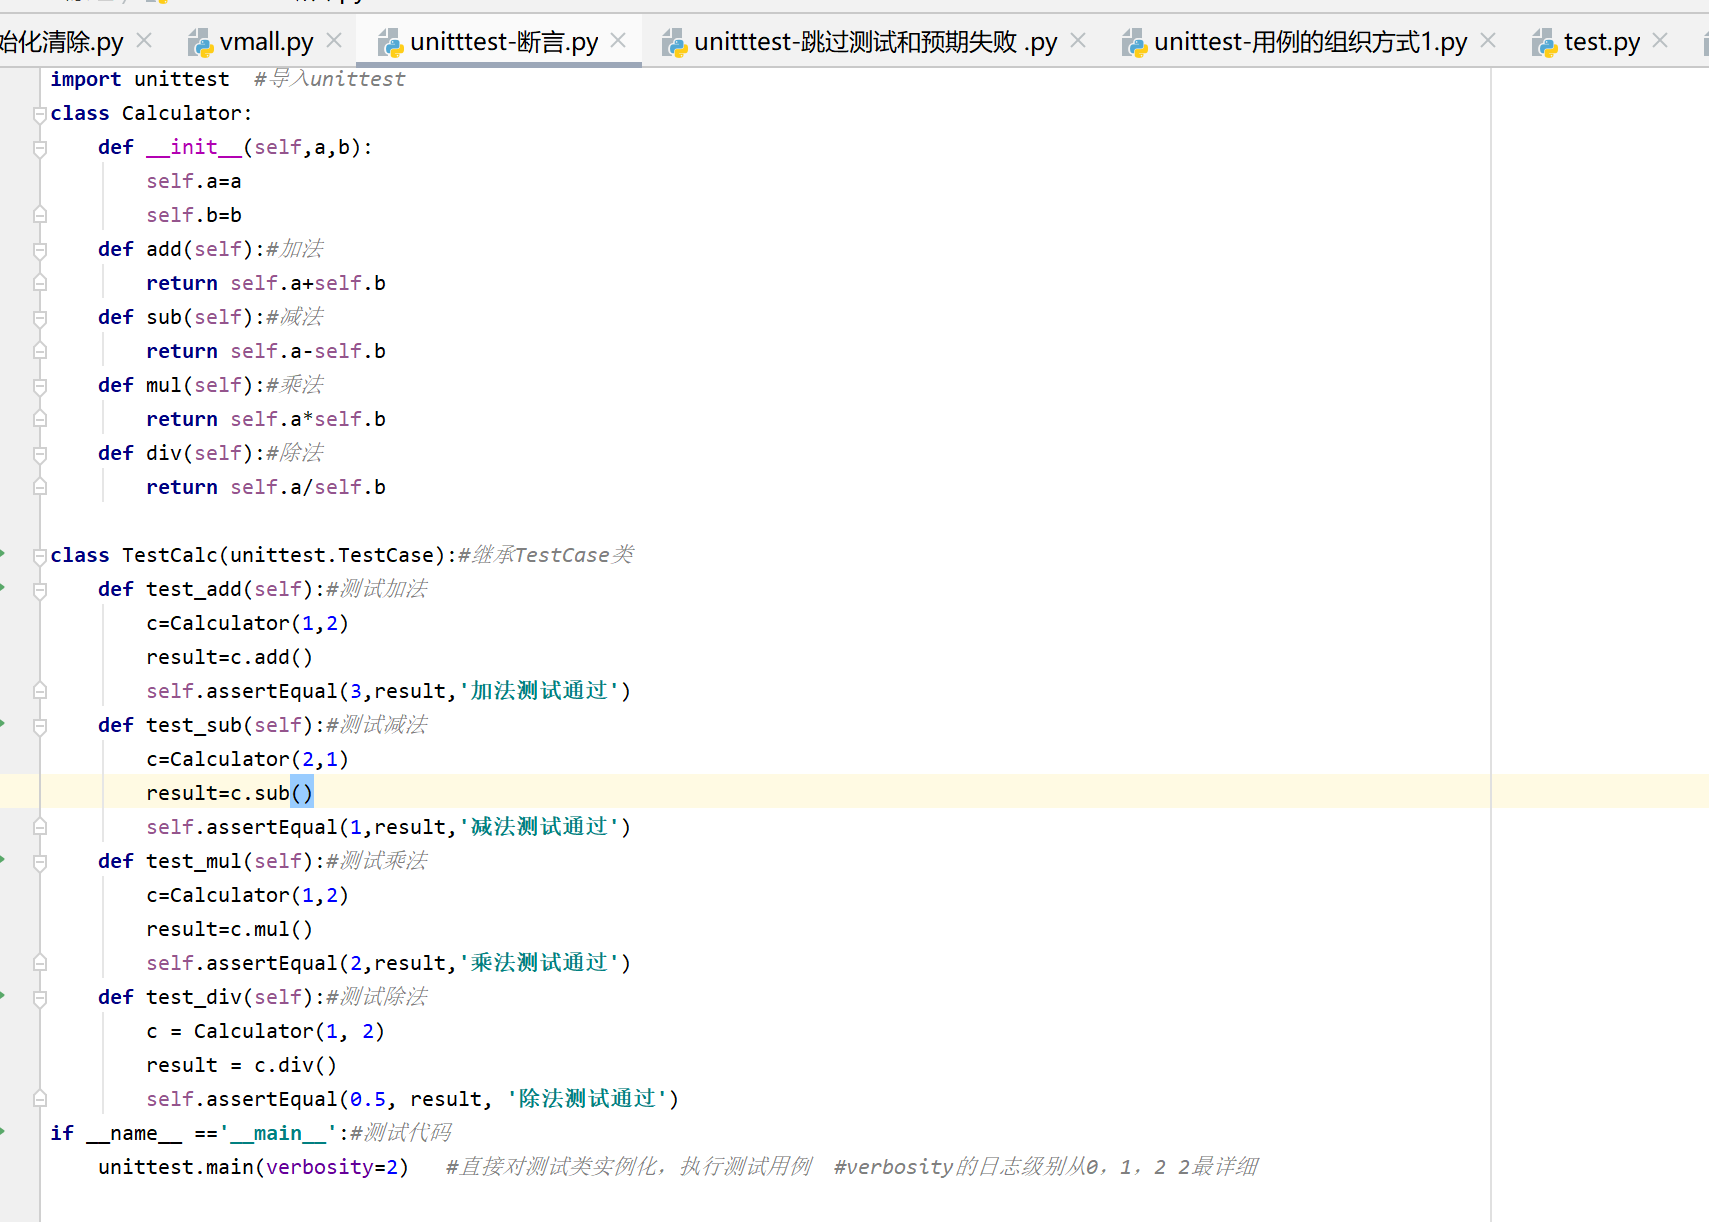 始化清除.py vmall.py unitttest-断言.py unitttest-跳过测试和预期失败 .py unittest-用例的组织方式1.py test.py
import unittest  #导入unittest
class Calculator:
    def __init__(self,a,b):
        self.a=a
        self.b=b
    def add(self):#加法
        return self.a+self.b
    def sub(self):#减法
        return self.a-self.b
    def mul(self):#乘法
        return self.a*self.b
    def div(self):#除法
        return self.a/self.b
class TestCalc(unittest.TestCase):#继承TestCase类
    def test_add(self):#测试加法
        c=Calculator(1,2)
        result=c.add()
        self.assertEqual(3,result,'加法测试通过')
    def test_sub(self):#测试减法
        c=Calculator(2,1)
        result=c.sub()
        self.assertEqual(1,result,'减法测试通过')
    def test_mul(self):#测试乘法
        c=Calculator(1,2)
        result=c.mul()
        self.assertEqual(2,result,'乘法测试通过')
    def test_div(self):#测试除法
        c = Calculator(1, 2)
        result = c.div()
        self.assertEqual(0.5, result, '除法测试通过')
if __name__ =='__main__':#测试代码
    unittest.main(verbosity=2)   #直接对测试类实例化，执行测试用例  #verbosity的日志级别从0，1，2 2最详细